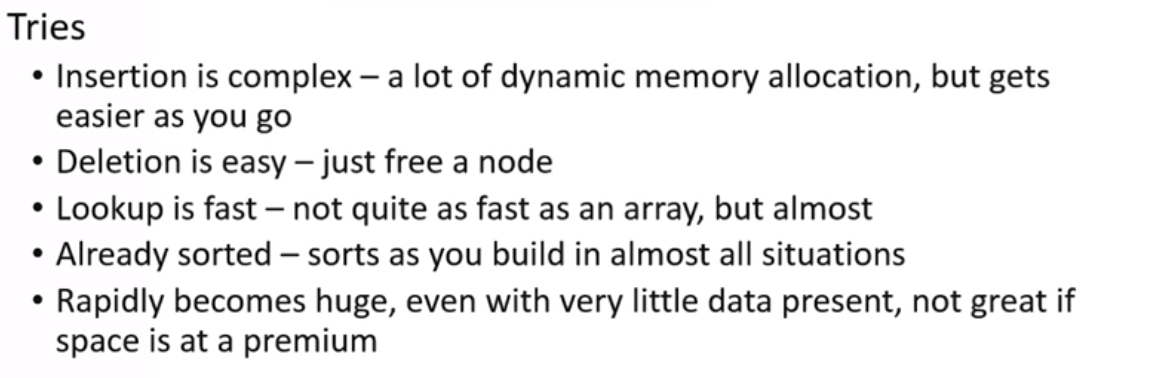 Tries
• Insertion is complex – a lot of dynamic memory allocation, but gets
easier as you go
• Deletion is easy – just free a node
• Lookup is fast – not quite as fast as an array, but almost
• Already sorted – sorts as you build in almost all situations
• Rapidly becomes huge, even with very little data present, not great if
space is at a premium